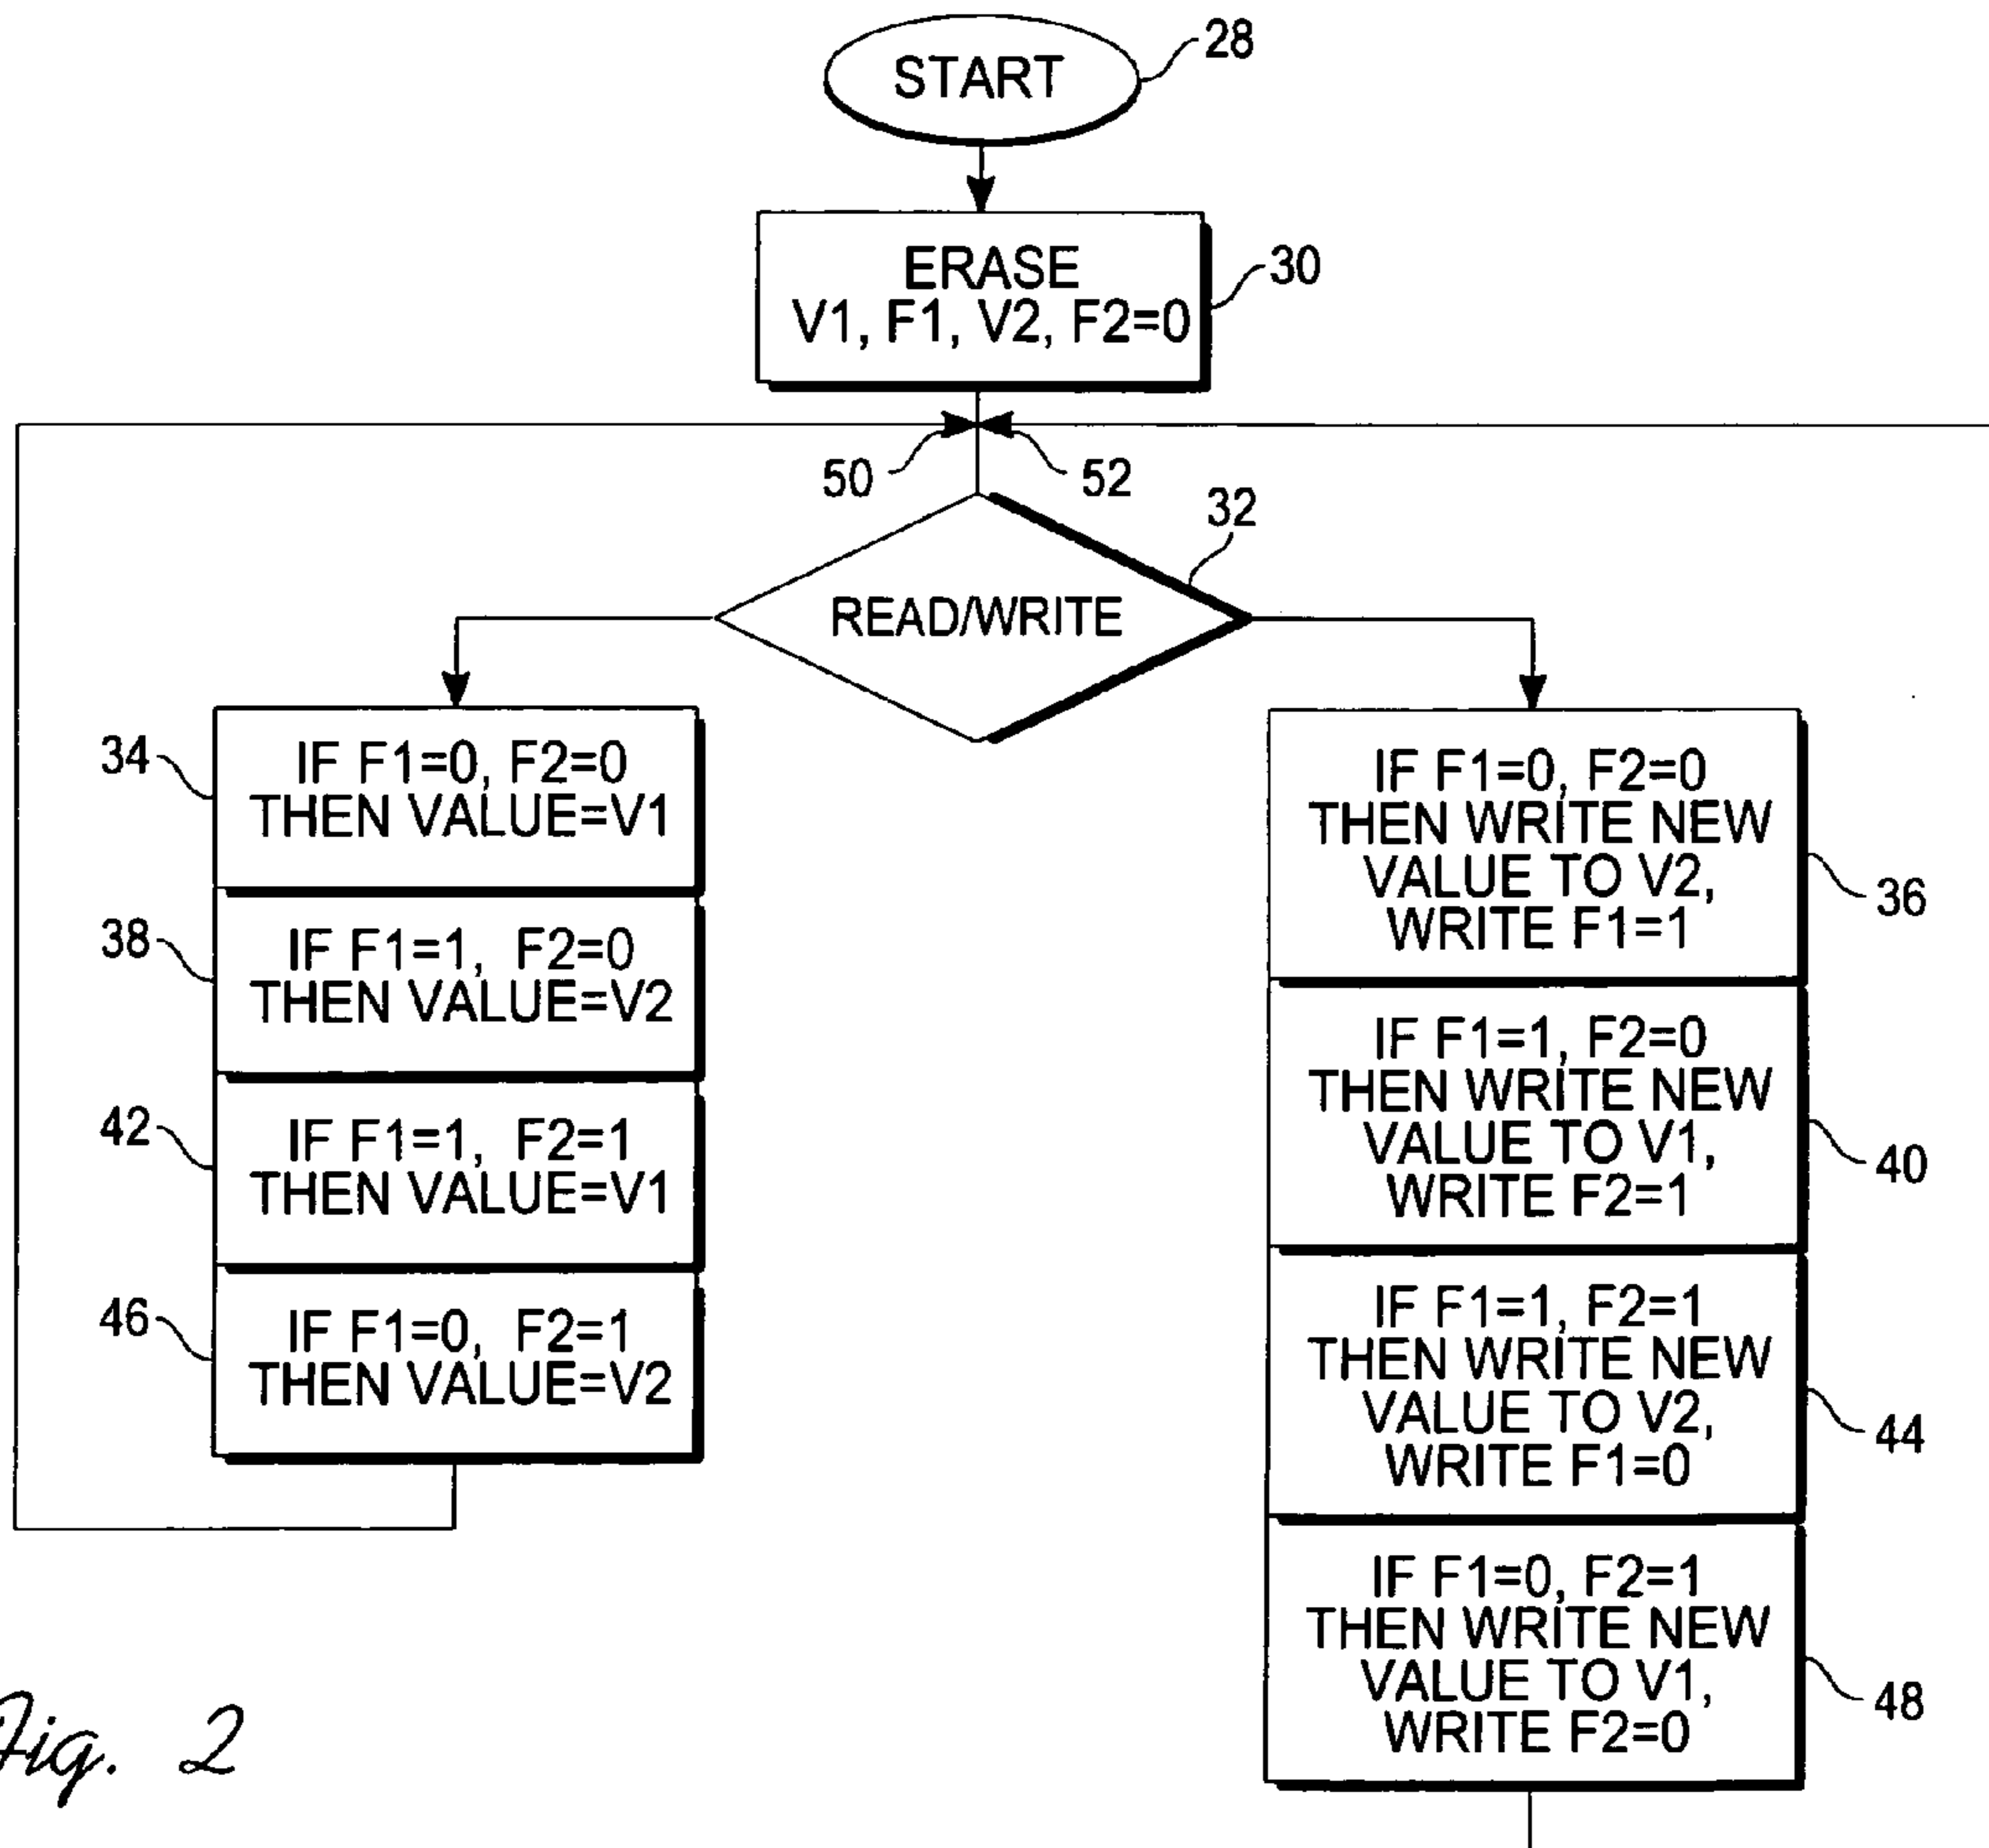 START
28
ERASE
V1, F1, V2, F2=0
30
50
52
32
READ/WRITE
34
IF F1=0, F2=0
THEN VALUE=V1
38
IF F1=1, F2=0
THEN VALUE=V2
42
IF F1=1, F2=1
THEN VALUE=V1
46
IF F1=0, F2=1
THEN VALUE=V2
IF F1=0, F2=0
THEN WRITE NEW
VALUE TO V2,
WRITE F1=1
36
IF F1=1, F2=0
THEN WRITE NEW
VALUE TO V1,
WRITE F2=1
40
IF F1=1, F2=1
THEN WRITE NEW
VALUE TO V2,
WRITE F1=0
44
IF F1=0, F2=1
THEN WRITE NEW
VALUE TO V1,
WRITE F2=0
48
Fig. 2